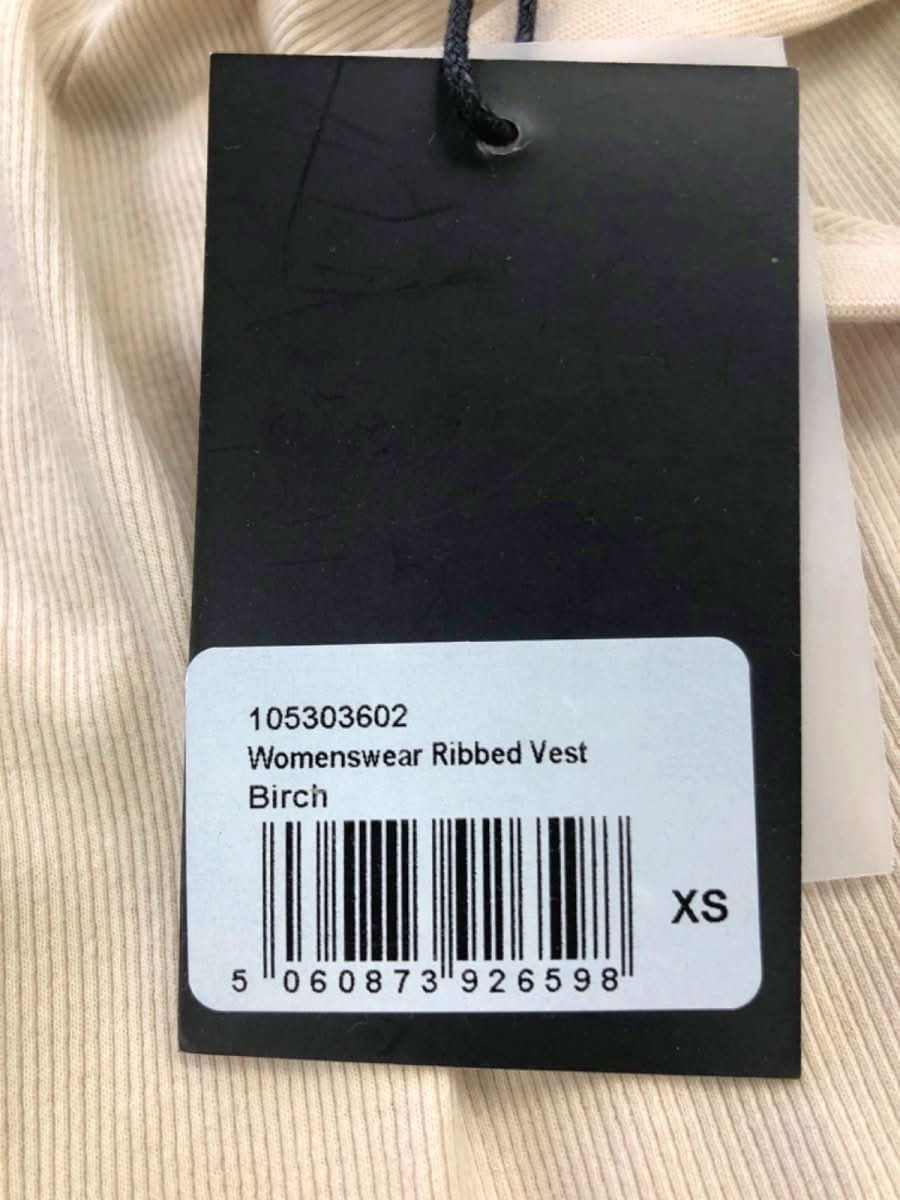 105303602
Womenswear Ribbed Vest
Birch
XS
5 060873 926598